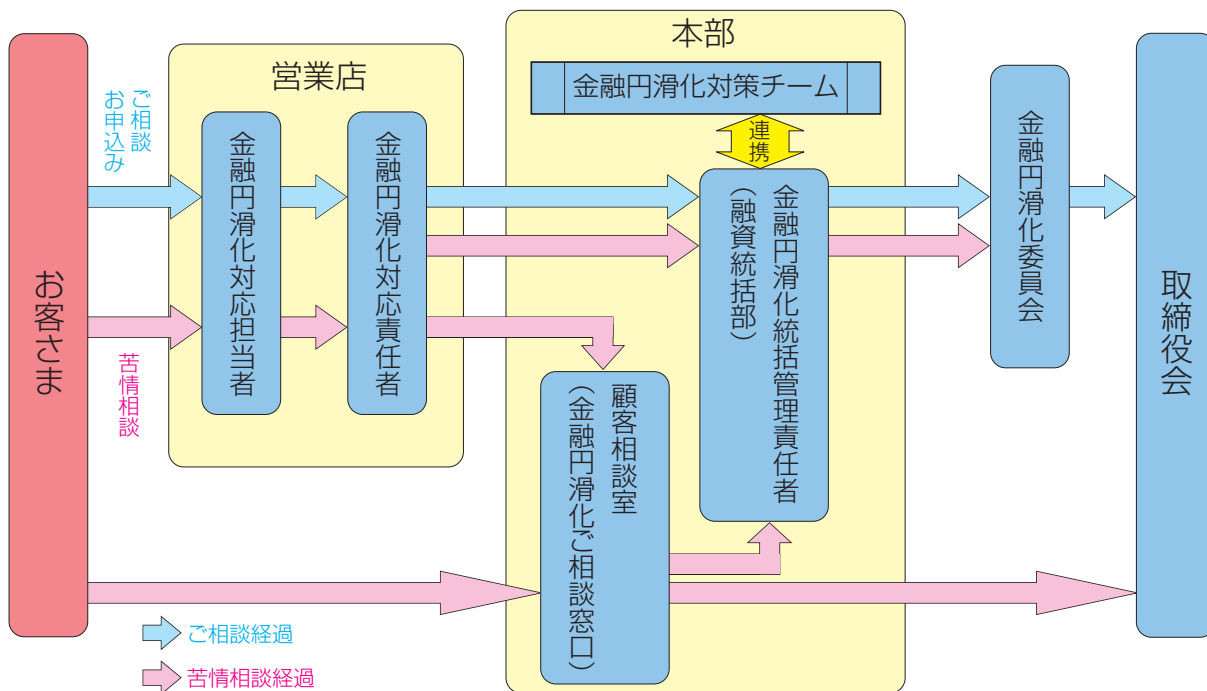 お客さま
ご相談
お申込み
苦情相談
営業店
金融円滑化対応担当者
金融円滑化対応責任者
本部
金融円滑化対策チーム
連携
金融円滑化統括管理責任者
（融資統括部）
顧客相談室
（金融円滑化ご相談窓口）
金融円滑化委員会
取締役会
ご相談経過
苦情相談経過